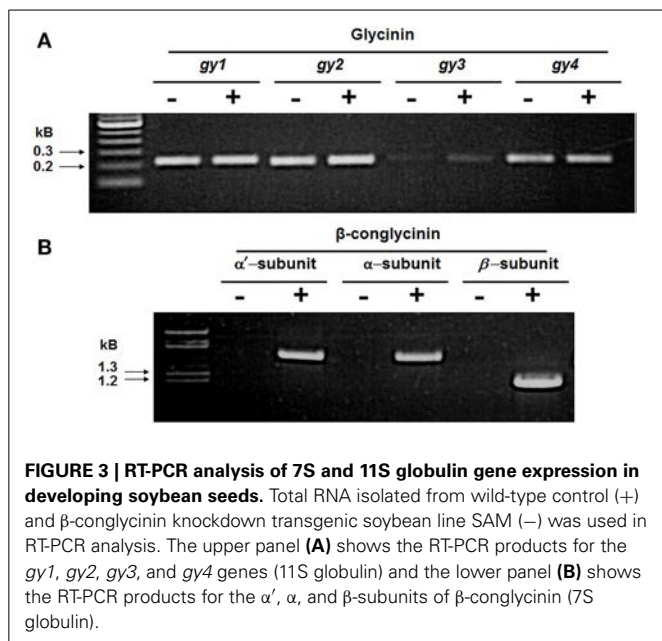 A
Glycinin
gy1 gy2 gy3 gy4
- + - + - + - +
kB
0.3
0.2
B
β-conglycinin
α′–subunit α–subunit β–subunit
- + - + - +
kB
1.3
1.2
FIGURE 3 | RT-PCR analysis of 7S and 11S globulin gene expression in
developing soybean seeds. Total RNA isolated from wild-type control (+)
and β-conglycinin knockdown transgenic soybean line SAM (−) was used in
RT-PCR analysis. The upper panel (A) shows the RT-PCR products for the
gy1, gy2, gy3, and gy4 genes (11S globulin) and the lower panel (B) shows
the RT-PCR products for the α′, α, and β-subunits of β-conglycinin (7S
globulin).